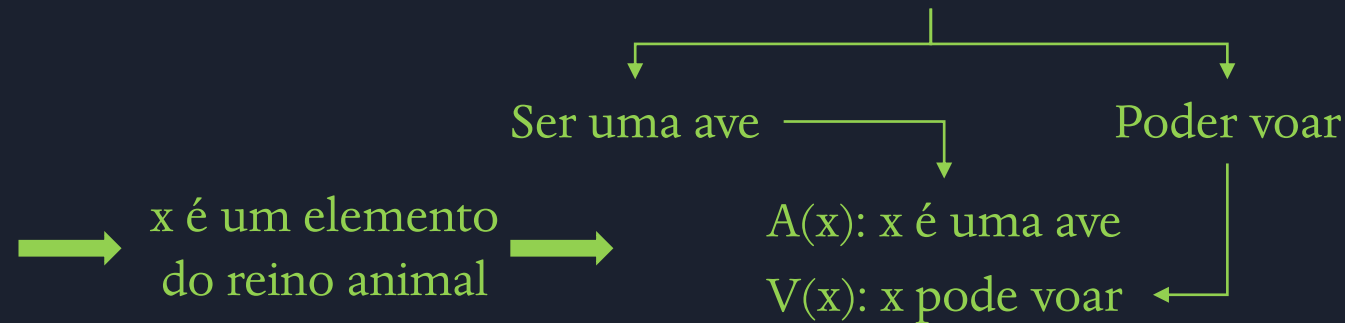 Ser uma ave
Poder voar
x é um elemento
do reino animal
A(x): x é uma ave
V(x): x pode voar